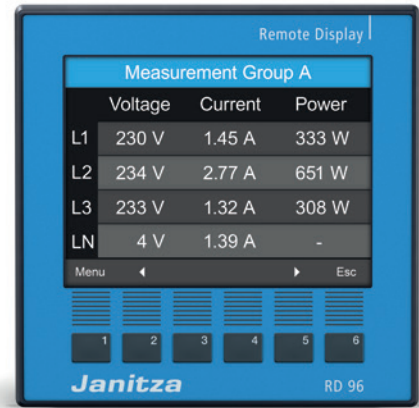 Remote Display
Measurement Group A
Voltage Current Power
L1 230 V 1.45 A 333 W
L2 234 V 2.77 A 651 W
L3 233 V 1.32 A 308 W
LN 4 V 1.39 A -
Menu Esc
1 2 3 4 5 6
Janitza RD 96